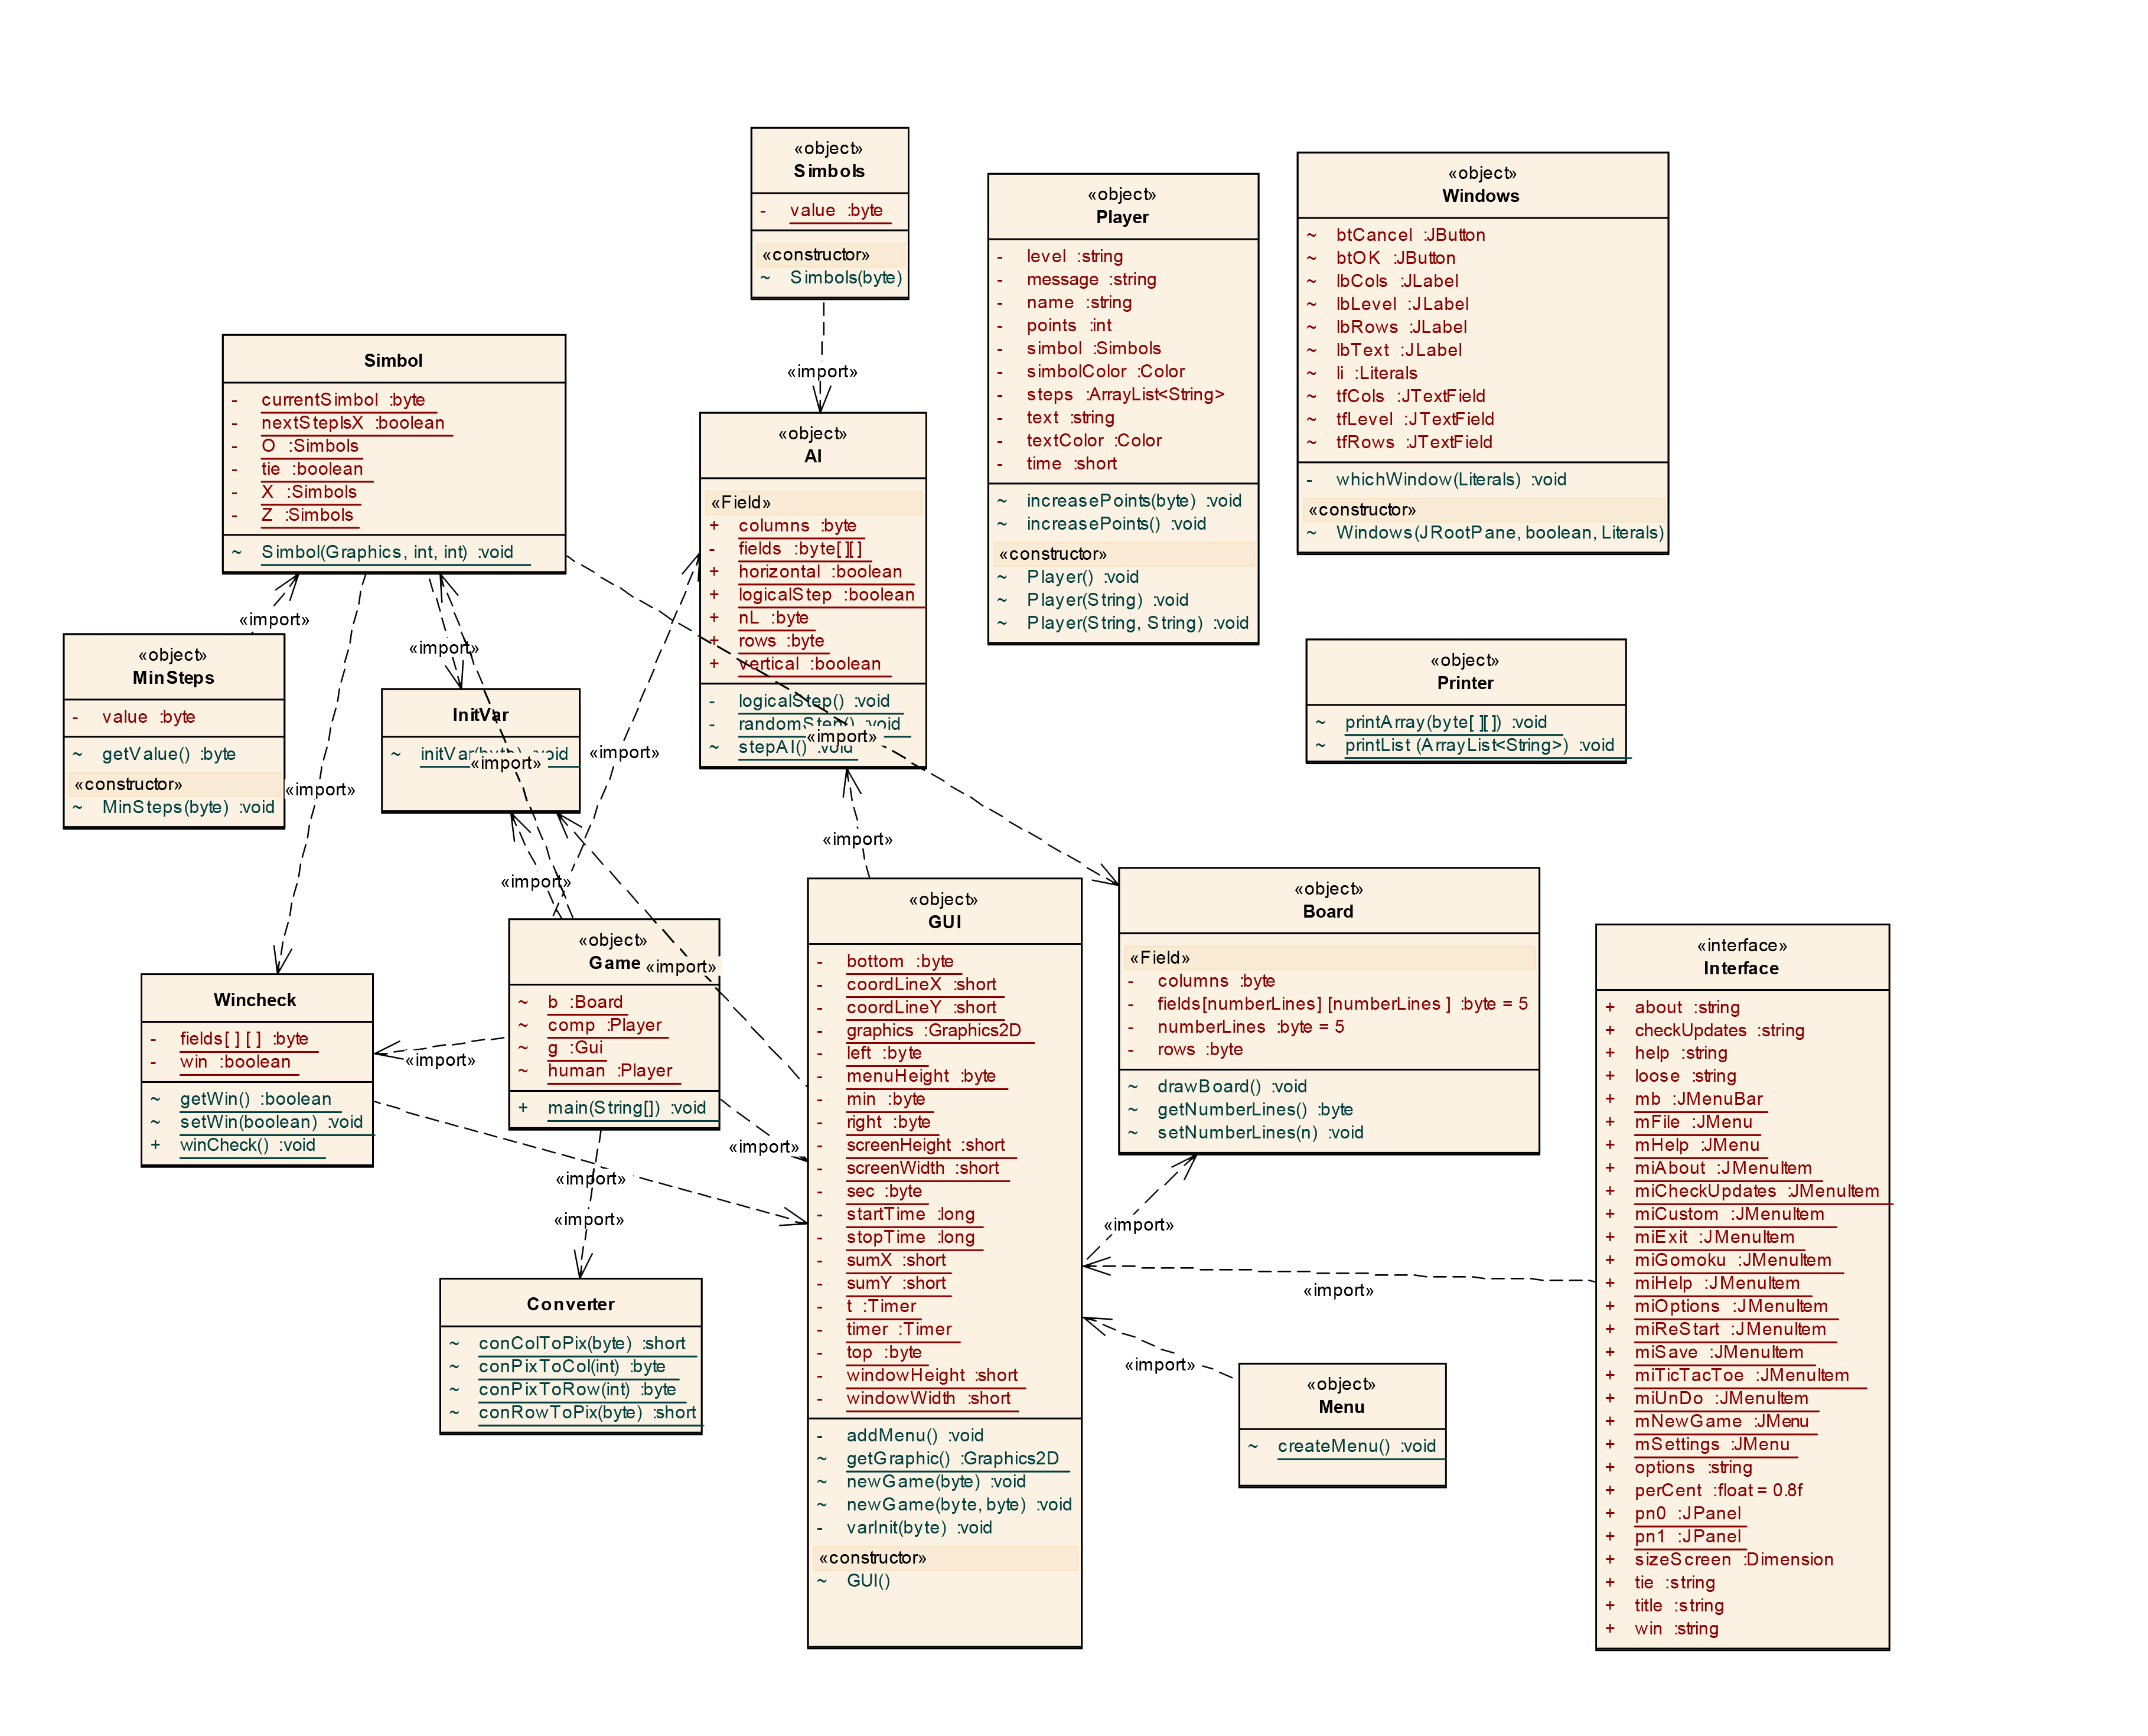 «object»
Simbols
- value :byte
«constructor»
~ Simbols(byte)
«import»
«object»
Player
- level :string
- message :string
- name :string
- points :int
- simbol :Simbols
- simbolColor :Color
- steps :ArrayList<String>
- text :string
- textColor :Color
- time :short
~ increasePoints(byte) :void
~ increasePoints() :void
«constructor»
~ Player() :void
~ Player(String) :void
~ Player(String, String) :void
«object»
Windows
~ btCancel :JButton
~ btOK :JButton
~ lbCols :JLabel
~ lbLevel :JLabel
~ lbRows :JLabel
~ lbText :JLabel
~ li :Literals
~ tfCols :JTextField
~ tfLevel :JTextField
~ tfRows :JTextField
- whichWindow(Literals) :void
«constructor»
~ Windows(JRootPane, boolean, Literals)
Simbol
- currentSimbol :byte
- nextStepIsX :boolean
- O :Simbols
- tie :boolean
- X :Simbols
- Z :Simbols
~ Simbol(Graphics, int, int) :void
«object»
AI
«Field»
+ columns :byte
- fields :byte[][]
+ horizontal :boolean
+ logicalStep :boolean
+ nL :byte
+ rows :byte
+ vertical :boolean
- logicalStep() :void
- randomStep() :void
~ stepAI() :void
«import»
«import»
«object»
MinSteps
- value :byte
~ getValue() :byte
«constructor»
~ MinSteps(byte) :void
«import»
«import»
InitVar
~ initVar(byte) :void
«import»
«import»
«object»
Printer
~ printArray(byte[ ][ ]) :void
~ printList (ArrayList<String>) :void
«import»
«import»
«object»
Game
«import»
~ b :Board
~ comp :Player
~ g :Gui
~ human :Player
+ main(String[]) :void
Wincheck
- fields[ ] [ ] :byte
- win :boolean
~ getWin() :boolean
~ setWin(boolean) :void
+ winCheck() :void
«import»
«import»
«import»
«import»
Converter
~ conColToPix(byte) :short
~ conPixToCol(int) :byte
~ conPixToRow(int) :byte
~ conRowToPix(byte) :short
«object»
GUI
- bottom :byte
- coordLineX :short
- coordLineY :short
- graphics :Graphics2D
- left :byte
- menuHeight :byte
- min :byte
- right :byte
- screenHeight :short
- screenWidth :short
- sec :byte
- startTime :long
- stopTime :long
- sumX :short
- sumY :short
- t :Timer
- timer :Timer
- top :byte
- windowHeight :short
- windowWidth :short
- addMenu() :void
~ getGraphic() :Graphics2D
~ newGame(byte) :void
~ newGame(byte, byte) :void
- varInit(byte) :void
«constructor»
~ GUI()
«object»
Board
«Field»
- columns :byte
- fields[numberLines] [numberLines ] :byte = 5
- numberLines :byte = 5
- rows :byte
~ drawBoard() :void
~ getNumberLines() :byte
~ setNumberLines(n) :void
«import»
«import»
«import»
«object»
Menu
~ createMenu() :void
«interface»
Interface
+ about :string
+ checkUpdates :string
+ help :string
+ loose :string
+ mb :JMenuBar
+ mFile :JMenu
+ mHelp :JMenu
+ miAbout :JMenuItem
+ miCheckUpdates :JMenuItem
+ miCustom :JMenuItem
+ miExit :JMenuItem
+ miGomoku :JMenuItem
+ miHelp :JMenuItem
+ miOptions :JMenuItem
+ miReStart :JMenuItem
+ miSave :JMenuItem
+ miTicTacToe :JMenuItem
+ miUnDo :JMenuItem
+ mNewGame :JMenu
+ mSettings :JMenu
+ options :string
+ perCent :float = 0.8f
+ pn0 :JPanel
+ pn1 :JPanel
+ sizeScreen :Dimension
+ tie :string
+ title :string
+ win :string